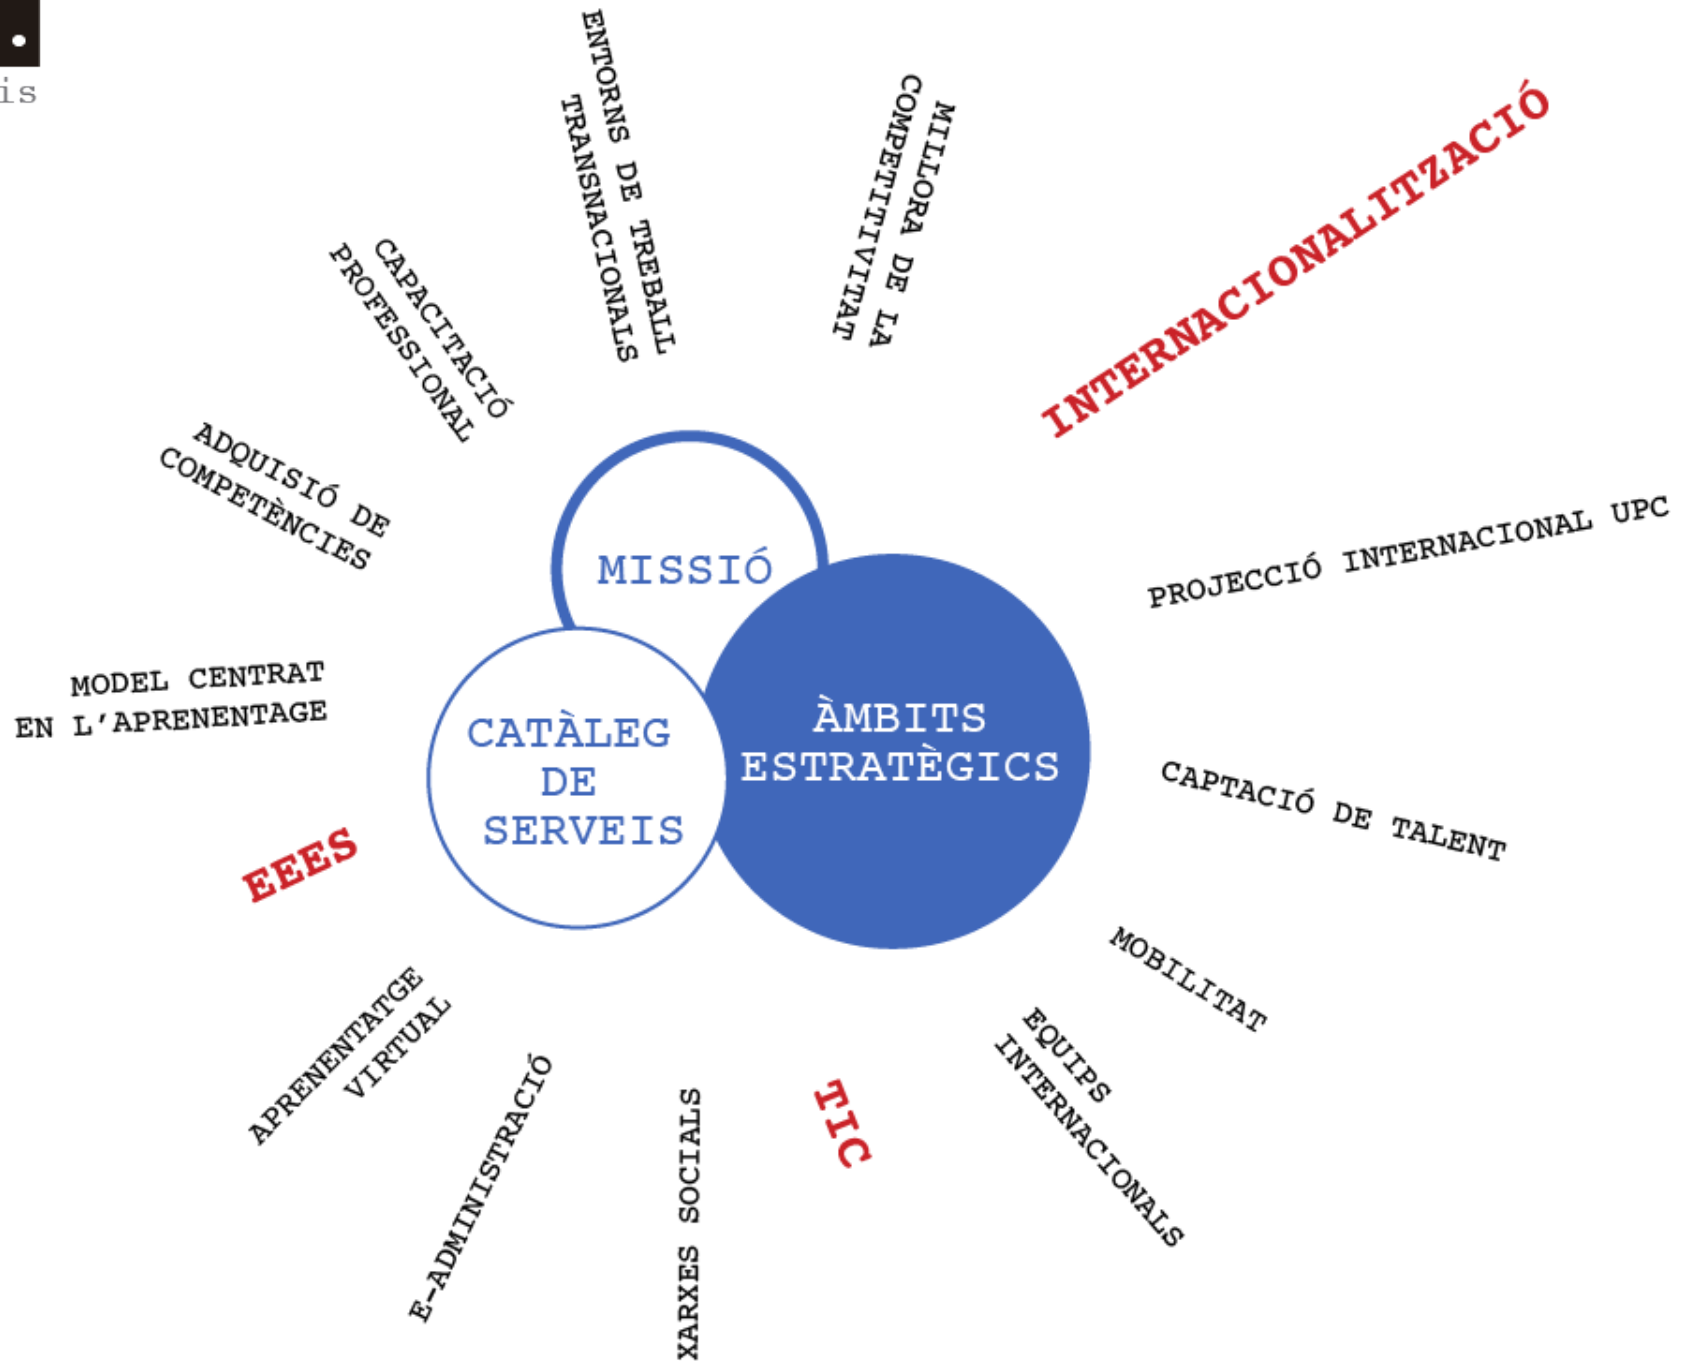 is
ENTORNS DE TREBALL
TRANSNACIONALS
MILLORA DE LA
COMPETITIVITAT
INTERNACIONALITZACIÓ
CAPACITACIÓ
PROFESSIONAL
ADQUISIÓ DE
COMPETÈNCIES
PROJECCIÓ INTERNACIONAL UPC
MISSIÓ
MODEL CENTRAT
EN L'APRENENTAGE
CATÀLEG
DE
SERVEIS
ÀMBITS
ESTRATÈGICS
CAPTACIÓ DE TALENT
EEES
MOBILITAT
APRENENTATGE
VIRTUAL
E-ADMINISTRACIÓ
XARXES SOCIALS
TIC
EQUIPS
INTERNACIONALS